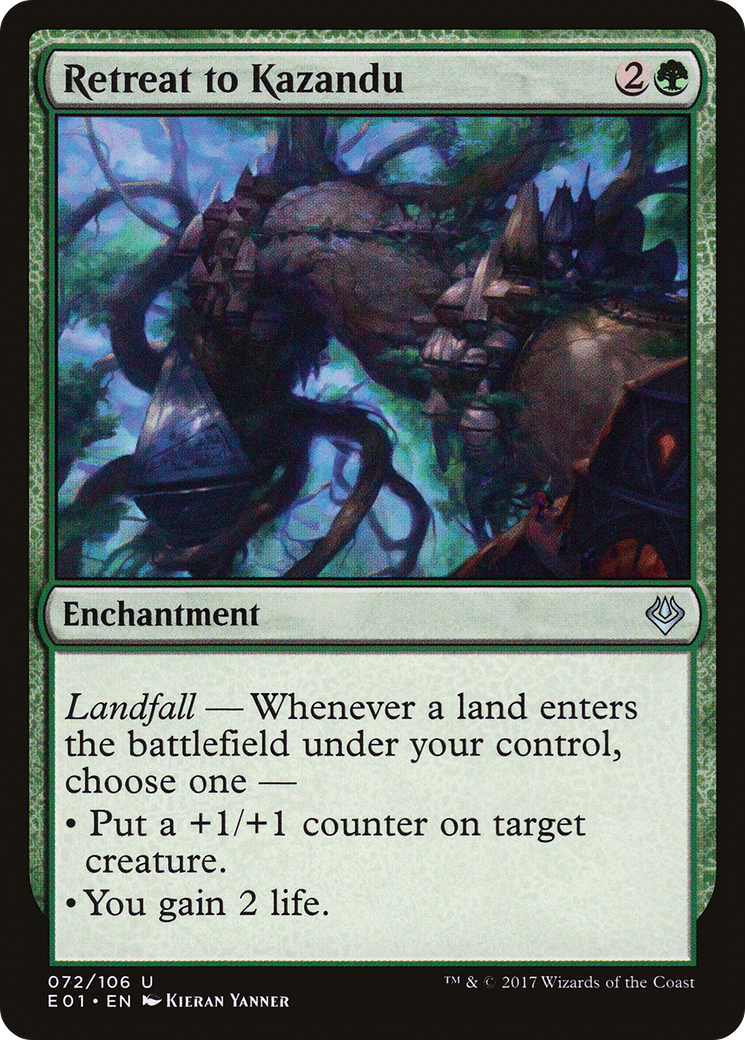 Retreat to Kazandu 2
Enchantment
Landfall — Whenever a land enters
the battlefield under your control,
choose one —
• Put a +1/+1 counter on target
creature.
• You gain 2 life.
072/106 U
E01 • EN Kieran Yanner
™ & © 2017 Wizards of the Coast